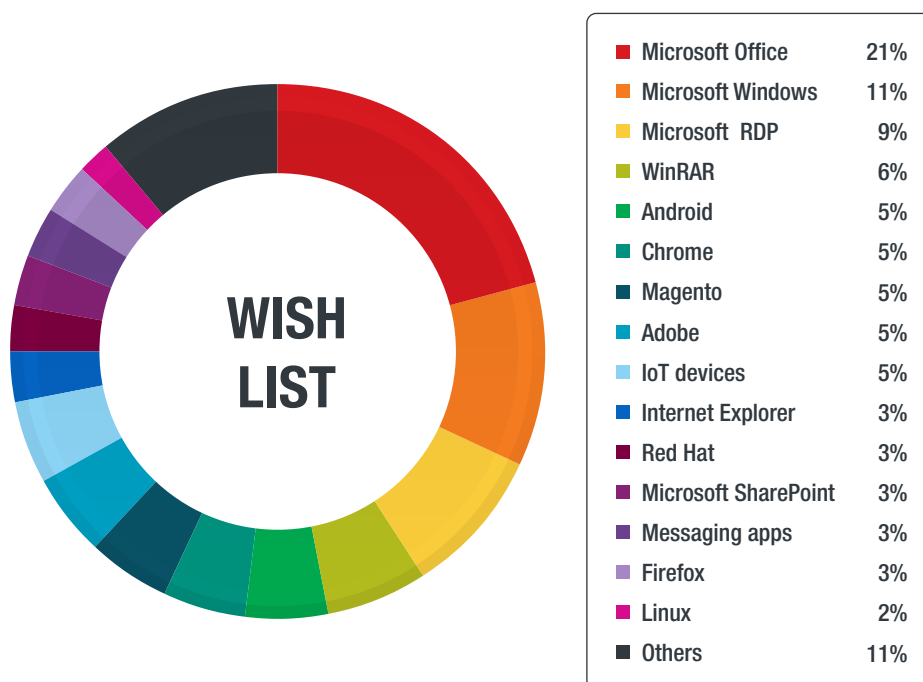 WISH
LIST
Microsoft Office 21%
Microsoft Windows 11%
Microsoft RDP 9%
WinRAR 6%
Android 5%
Chrome 5%
Magento 5%
Adobe 5%
IoT devices 5%
Internet Explorer 3%
Red Hat 3%
Microsoft SharePoint 3%
Messaging apps 3%
Firefox 3%
Linux 2%
Others 11%